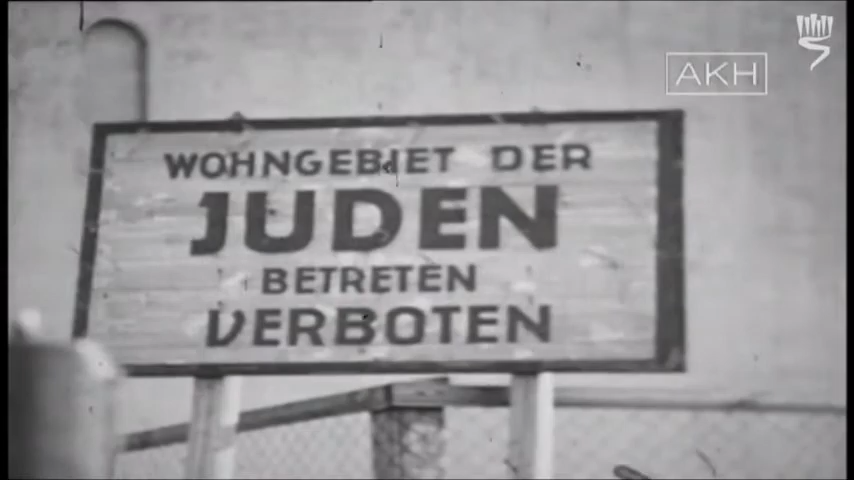 AKH
WOHNGEBIET DER
JUDEN
BETRETEN
VERBOTEN